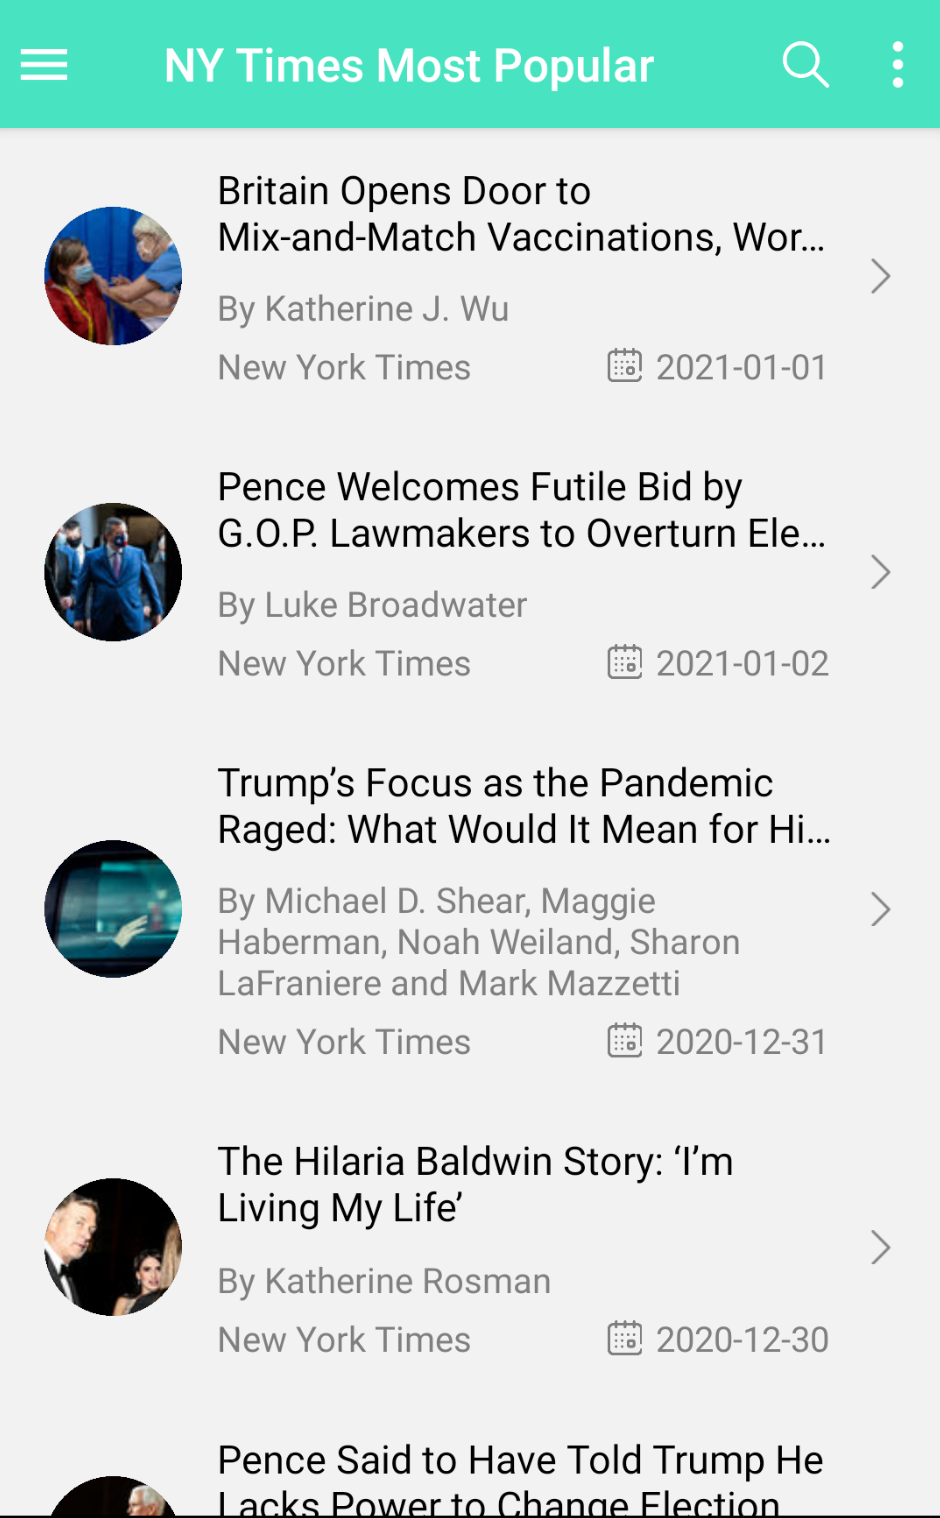 NY Times Most Popular
Britain Opens Door to
Mix-and-Match Vaccinations, Wor...
By Katherine J. Wu
New York Times 2021-01-01
Pence Welcomes Futile Bid by
G.O.P. Lawmakers to Overturn Ele...
By Luke Broadwater
New York Times 2021-01-02
Trump’s Focus as the Pandemic
Raged: What Would It Mean for Hi...
By Michael D. Shear, Maggie
Haberman, Noah Weiland, Sharon
LaFraniere and Mark Mazzetti
New York Times 2020-12-31
The Hilaria Baldwin Story: ‘I’m
Living My Life’
By Katherine Rosman
New York Times 2020-12-30
Pence Said to Have Told Trump He
Lacks Power to Change Election